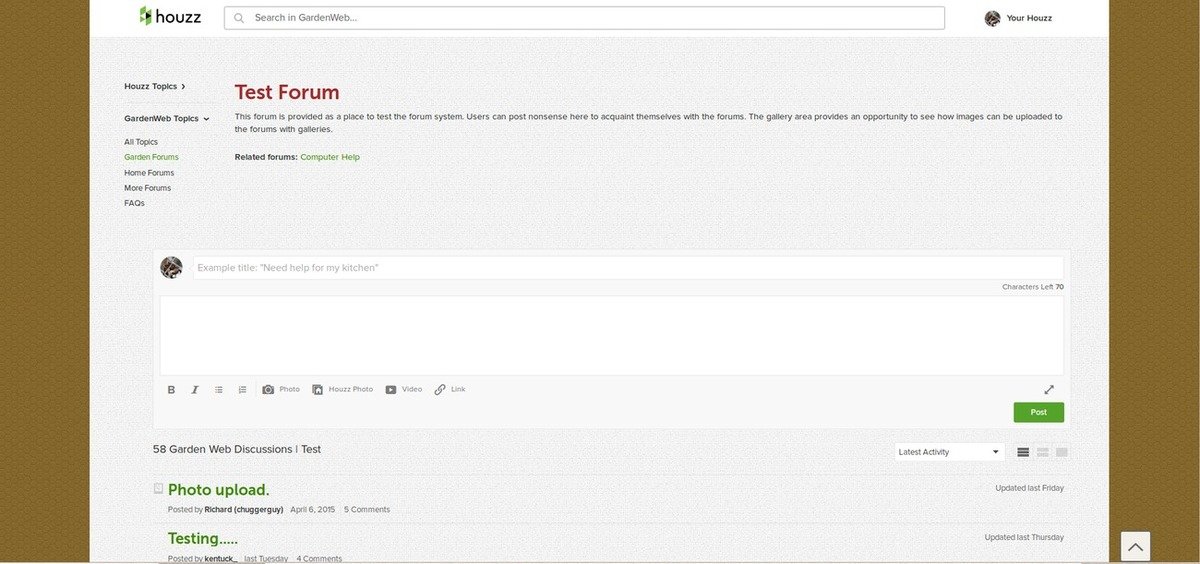 houzz
Search in GardenWeb...
Your Houzz
Houzz Topics
GardenWeb Topics
All Topics
Garden Forums
Home Forums
More Forums
FAQs
Test Forum
This forum is provided as a place to test the forum system. Users can post nonsense here to acquaint themselves with the forums. The gallery area provides an opportunity to see how images can be uploaded to
the forums with galleries.
Related forums: Computer Help
Example title: "Need help for my kitchen"
Characters Left 70
B I Photo Houzz Photo Video Link
Post
58 Garden Web Discussions | Test
Latest Activity
Photo upload.
Updated last Friday
Posted by Richard (chuggerguy) April 6, 2015 5 Comments
Testing.....
Updated last Thursday
Posted by kentuck_ last Tuesday 4 Comments